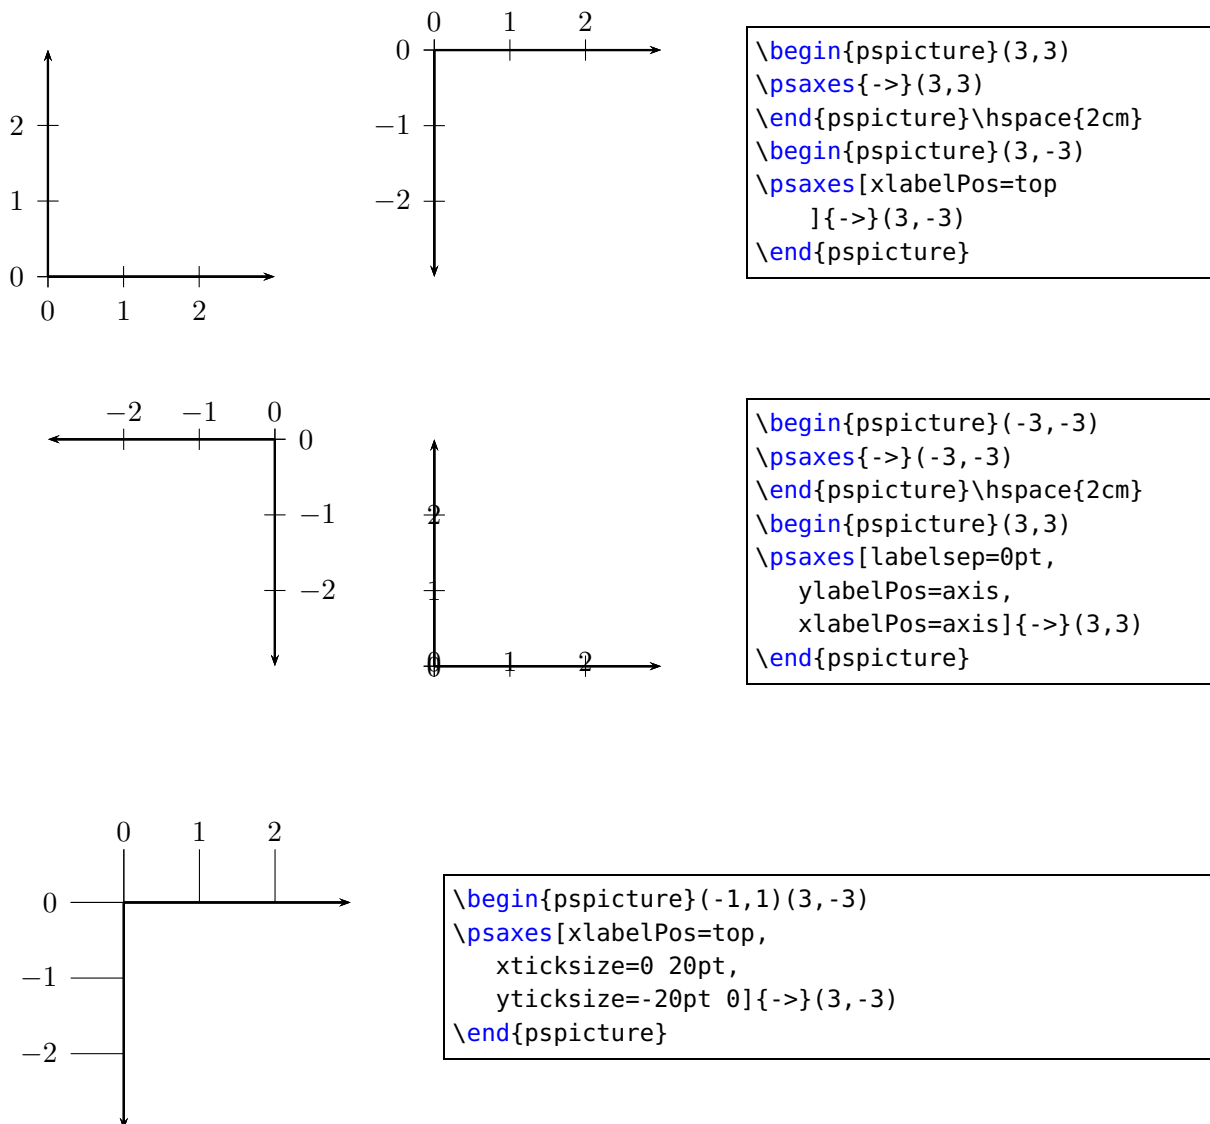 0 1 2
0
−1
−2
2
1
0
0 1 2
\begin{pspicture}(3,3)
\psaxes{->}(3,3)
\end{pspicture}\hspace{2cm}
\begin{pspicture}(3,-3)
\psaxes[xlabelPos=top
]{->}(3,-3)
\end{pspicture}
−2 −1 0
0
−1
−2
2
1
0
0 1 2
\begin{pspicture}(-3,-3)
\psaxes{->}(-3,-3)
\end{pspicture}\hspace{2cm}
\begin{pspicture}(3,3)
\psaxes[labelsep=0pt,
ylabelPos=axis,
xlabelPos=axis]{->}(3,3)
\end{pspicture}
0 1 2
0
−1
−2
\begin{pspicture}(-1,1)(3,-3)
\psaxes[xlabelPos=top,
xticksize=0 20pt,
yticksize=-20pt 0]{->}(3,-3)
\end{pspicture}